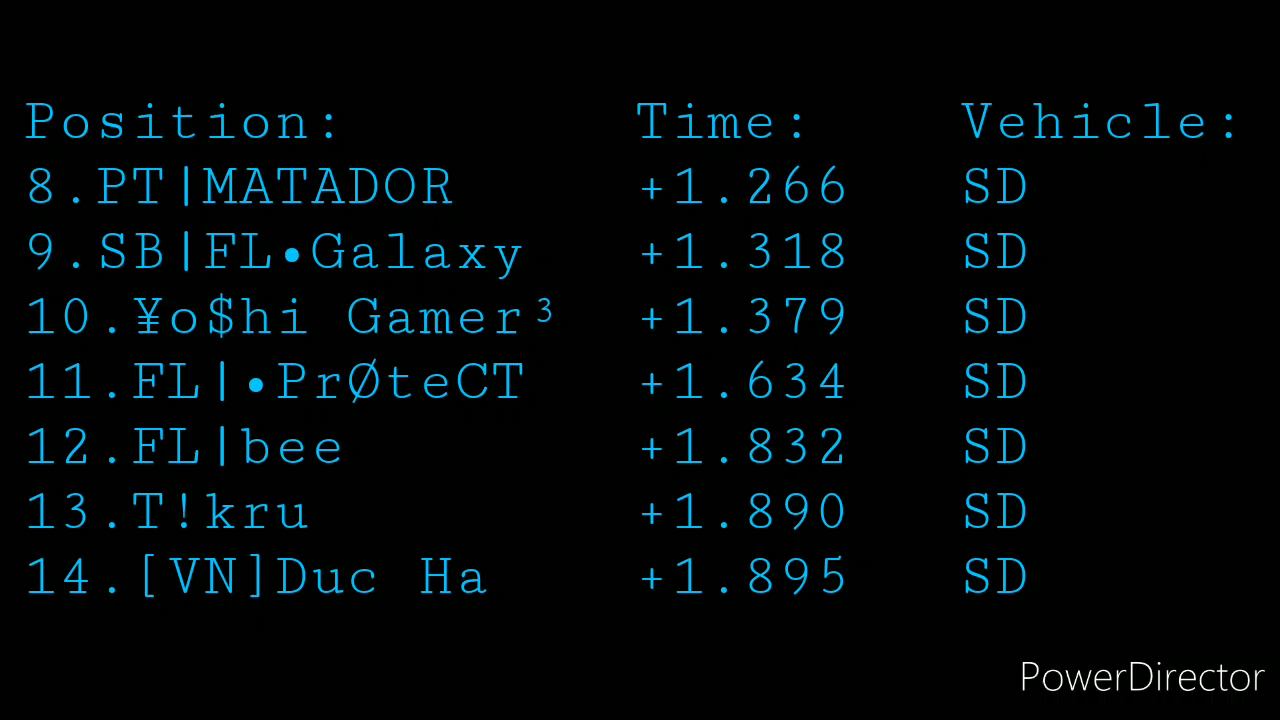 Position: Time: Vehicle:
8.PT|MATADOR +1.266 SD
9.SB|FL•Galaxy +1.318 SD
10.¥o$hi Gamer³ +1.379 SD
11.FL|•PrØteCT +1.634 SD
12.FL|bee +1.832 SD
13.T!kru +1.890 SD
14.[VN]Duc Ha +1.895 SD
PowerDirector